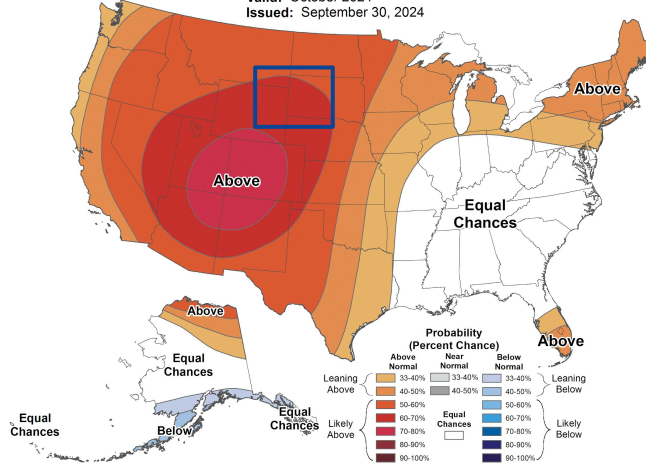 Issued: September 30, 2024
Above
Above
Equal
Chances
Above
Above
Equal
Chances
Equal
Chances
Below
Equal
Chances
Probability
(Percent Chance)
Above
Normal
Near
Normal
Below
Normal
Leaning
Above
33-40%
33-40%
33-40%
Leaning
Below
40-50%
40-50%
40-50%
Likely
Above
50-60%
50-60%
Likely
Below
60-70%
60-70%
70-80%
Equal
Chances
70-80%
80-90%
80-90%
90-100%
90-100%